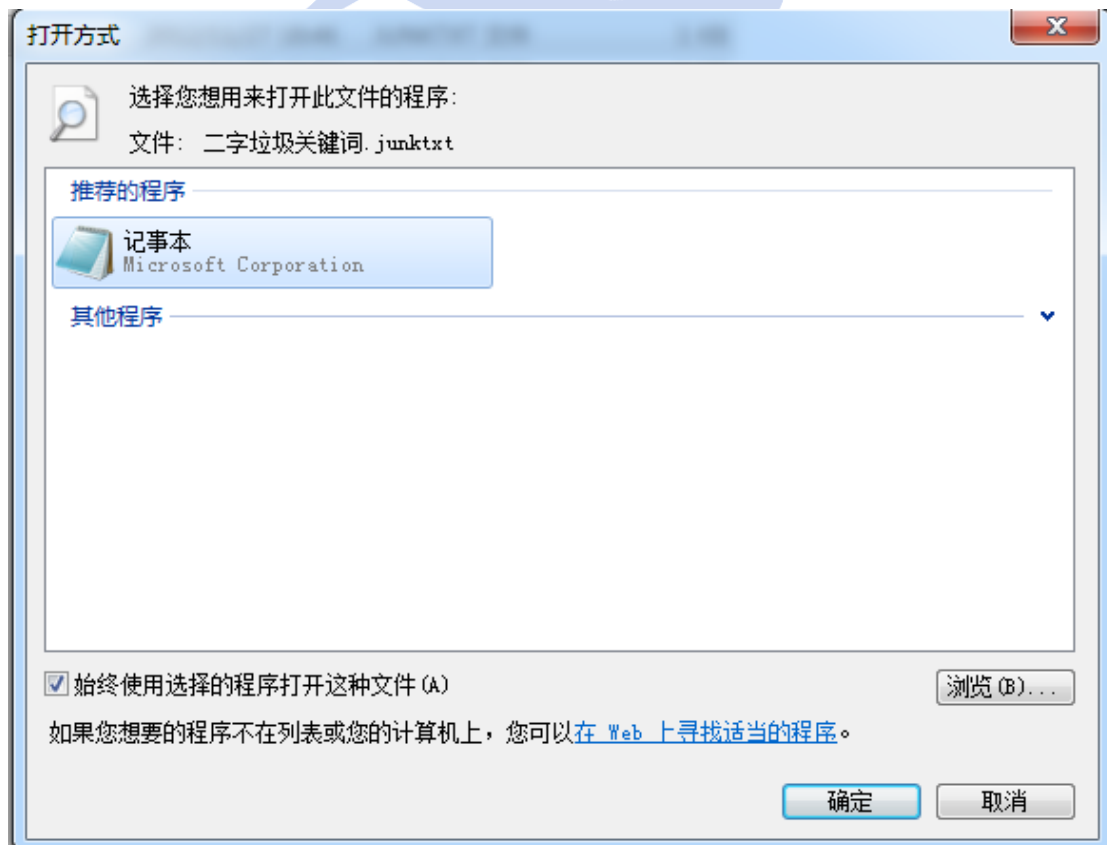 打开方式
选择您想用来打开此文件的程序:
文件: 二字垃圾关键词.junktxt
推荐的程序
记事本
Microsoft Corporation
其他程序
始终使用选择的程序打开这种文件(A)
浏览(B)...
如果您想要的程序不在列表或您的计算机上，您可以在 Web 上寻找适当的程序。
确定
取消